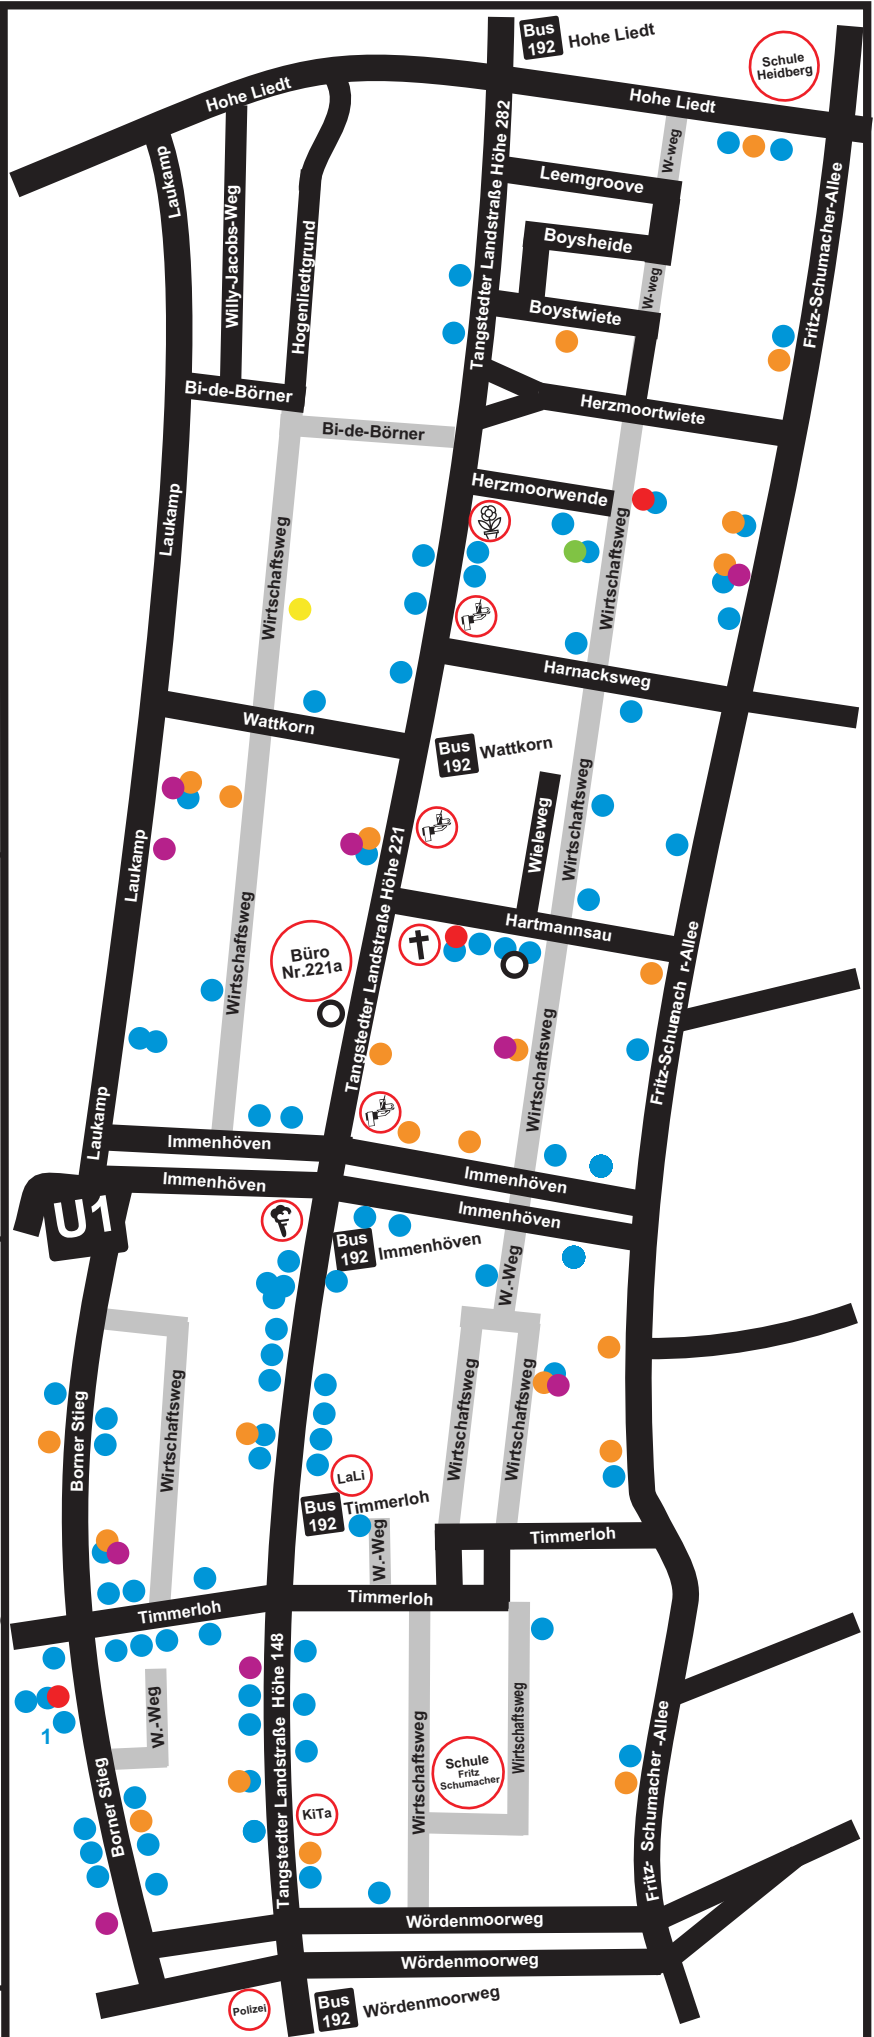 Bus
192
Hohe Liedt
Schule
Heidberg
Hohe Liedt
Hohe Liedt
W-weg
Laukamp
Willy-Jacobs-Weg
Hogenliedtgrund
Tangstedter Landstraße Höhe 282
Leemgroove
Boysheide
W-weg
Boystwiete
Fritz-Schumacher-Allee
Bi-de-Börner
Bi-de-Börner
Herzmoortwiete
Herzmoorwende
Laukamp
Wirtschaftsweg
Wirtschaftsweg
Harnacksweg
Wattkorn
Bus
192
Wattkorn
Laukamp
Wieleweg
Wirtschaftsweg
Tangstedter Landstraße Höhe 221
Hartmannsau
Wirtschaftsweg
Büro
Nr.221a
Fritz-Schumach r-Allee
Wirtschaftsweg
Laukamp
Immenhöven
Immenhöven
Immenhöven
Immenhöven
U1
Bus
192
Immenhöven
W.-Weg
Borner Stieg
Wirtschaftsweg
Wirtschaftsweg
Wirtschaftsweg
LaLi
Bus
192
Timmerloh
W.-Weg
Timmerloh
Timmerloh
Timmerloh
1
W.-Weg
Borner Stieg
Tangstedter Landstraße Höhe 148
Wirtschaftsweg
Wirtschaftsweg
Schule
Fritz
Schumacher
KiTa
Fritz- Schumacher -Allee
Wördenmoorweg
Wördenmoorweg
Polizei
Bus
192
Wördenmoorweg